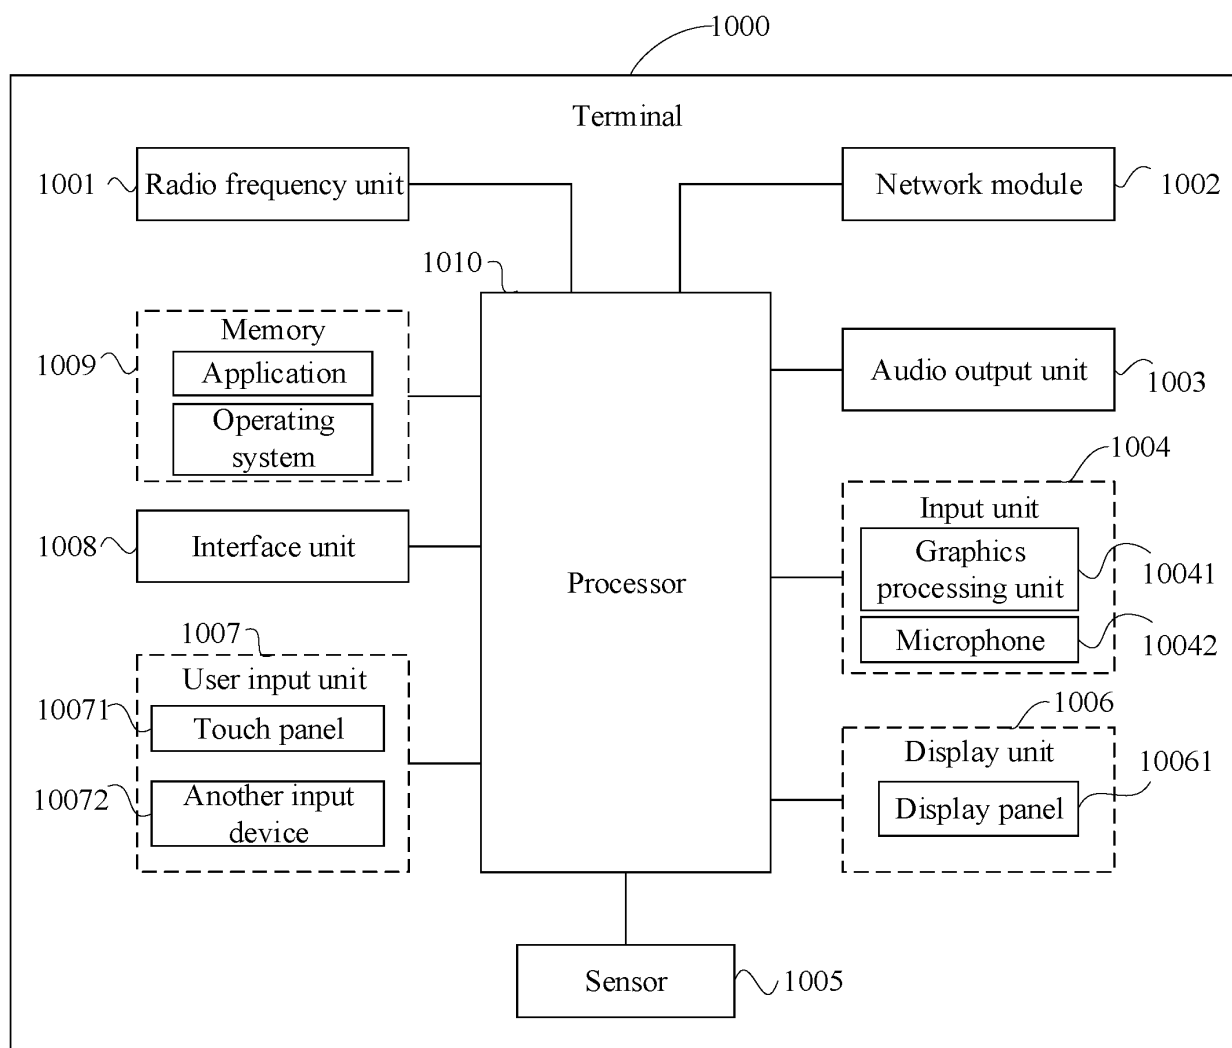 1000
Terminal
1001
Radio frequency unit
Network module
1002
1010
Memory
1009
Application
Operating
system
Audio output unit
1003
1004
Input unit
Graphics
processing unit
10041
Microphone
10042
1008
Interface unit
Processor
1007
User input unit
10071
Touch panel
10072
Another input
device
1006
Display unit
10061
Display panel
Sensor
1005